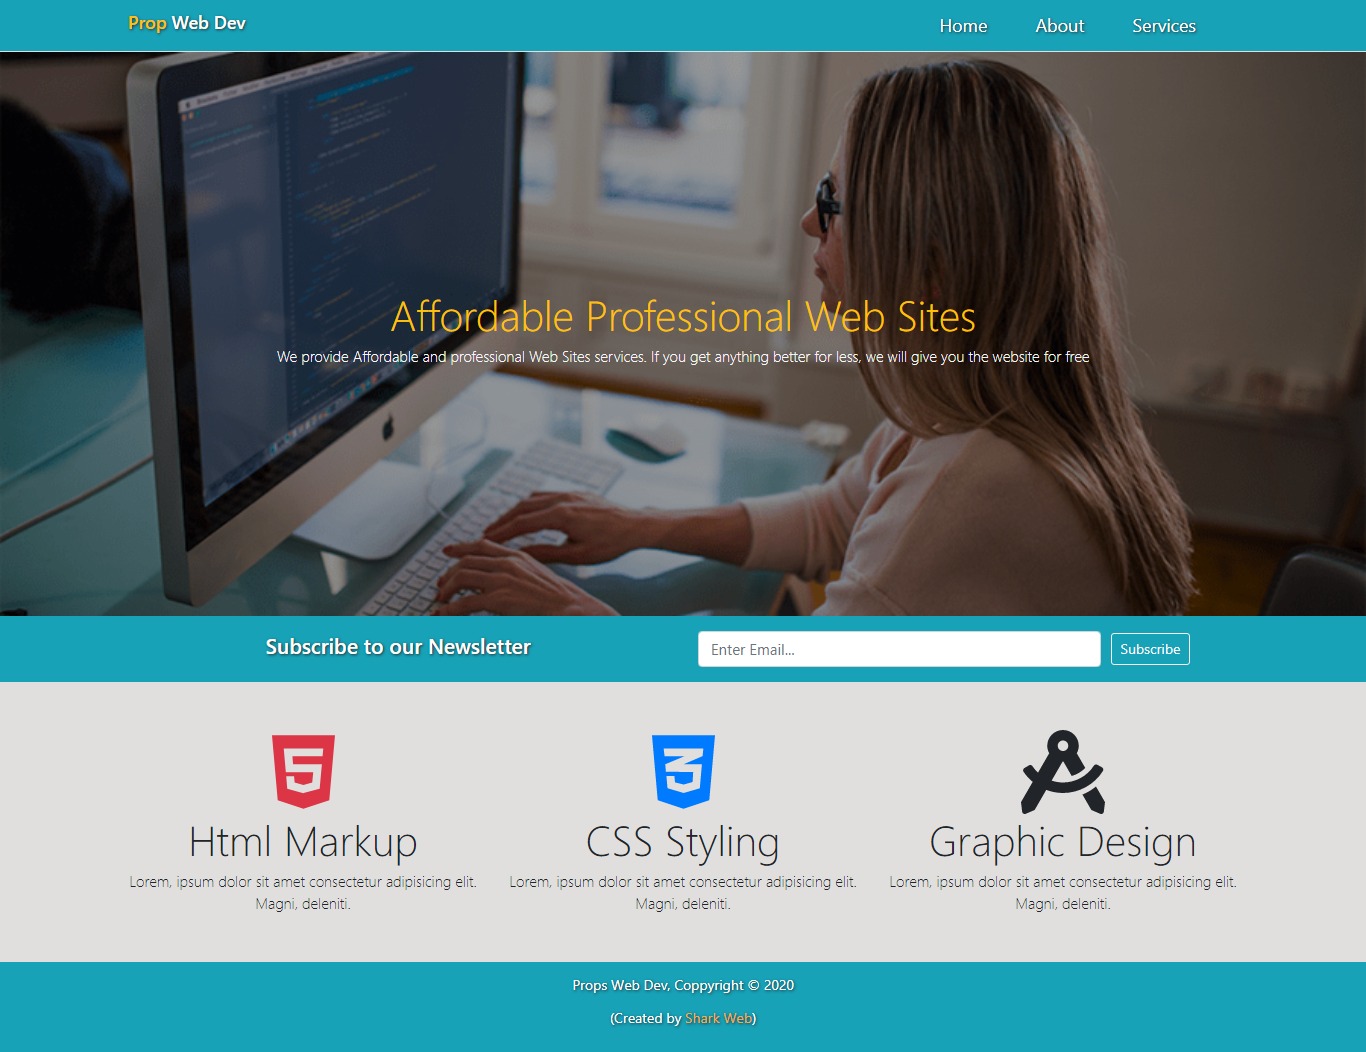 Prop Web Dev
Home About Services
Affordable Professional Web Sites
We provide Affordable and professional Web Sites services. If you get anything better for less, we will give you the website for free
Subscribe to our Newsletter
Enter Email...
Subscribe
Html Markup
Lorem, ipsum dolor sit amet consectetur adipisicing elit.
Magni, deleniti.
CSS Styling
Lorem, ipsum dolor sit amet consectetur adipisicing elit.
Magni, deleniti.
Graphic Design
Lorem, ipsum dolor sit amet consectetur adipisicing elit.
Magni, deleniti.
Props Web Dev, Coppyright © 2020
(Created by Shark Web)